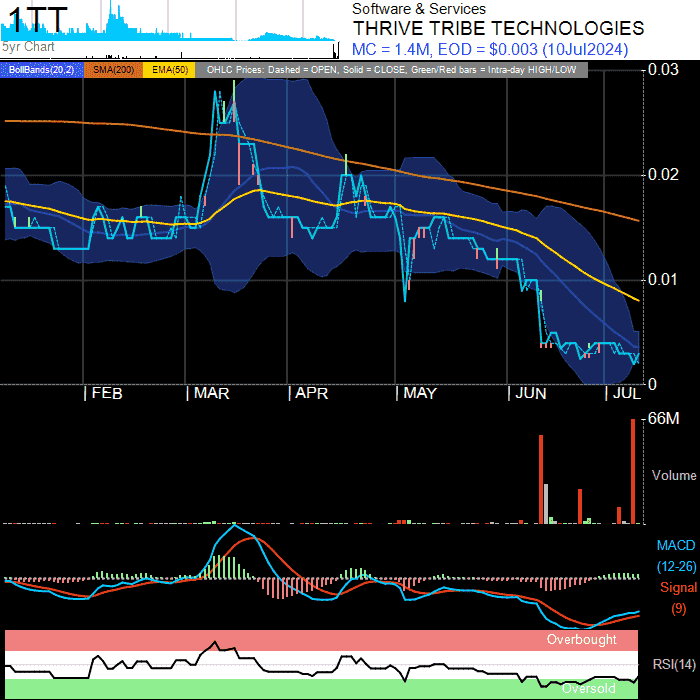 1TT
Software & Services
THRIVE TRIBE TECHNOLOGIES
MC = 1.4M, EOD = $0.003 (10Jul2024)
5yr Chart
BollBands(20,2) SMA(200) EMA(50) OHLC Prices: Dashed = OPEN, Solid = CLOSE, Green/Red bars = Intra-day HIGH/LOW
0.03
0.02
0.01
0
FEB MAR APR MAY JUN JUL
66M
Volume
MACD
(12-26)
Signal
(9)
Overbought
RSI(14)
Oversold